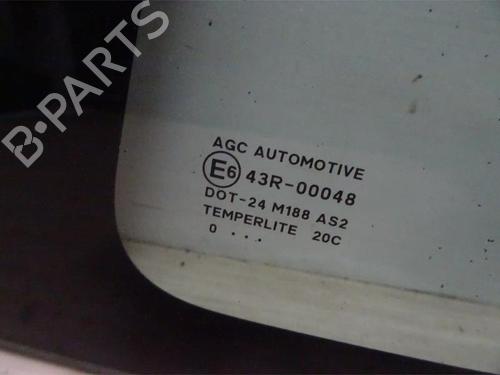 B-PARTS
AGC AUTOMOTIVE
E6 43R-00048
DOT-24 M188 AS2
TEMPERLITE 20C
0 ...